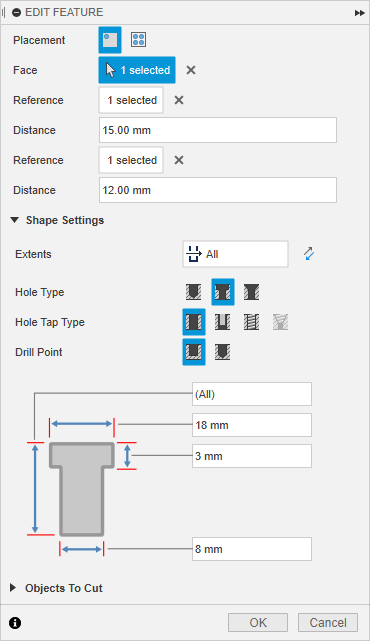 EDIT FEATURE
Placement
Face 1 selected
Reference 1 selected
Distance 15.00 mm
Reference 1 selected
Distance 12.00 mm
Shape Settings
Extents All
Hole Type
Hole Tap Type
Drill Point
(All)
18 mm
3 mm
8 mm
Objects To Cut
OK Cancel